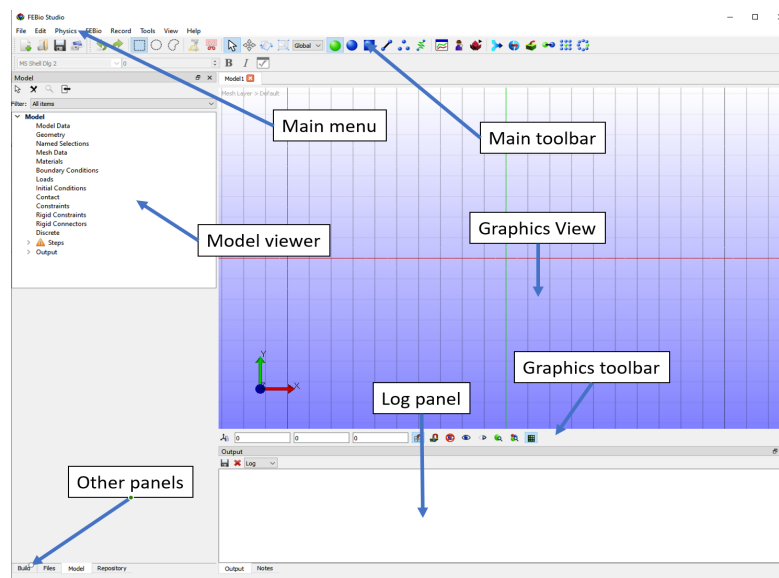 FEBio Studio
File Edit Physics FEBio Record Tools View Help
Global
MS Shell Dlg 2 0 B I
Model
Model1
Mesh Layer > Default
Filter: All items
Main menu
Main toolbar
Model
Model Data
Geometry
Named Selections
Mesh Data
Materials
Boundary Conditions
Loads
Initial Conditions
Contact
Constraints
Rigid Constraints
Rigid Connectors
Discrete
Steps
Output
Model viewer
Graphics View
Y
X
Graphics toolbar
Log panel
0 0 0
Output
Log
Other panels
Build Files Model Repository
Output Notes